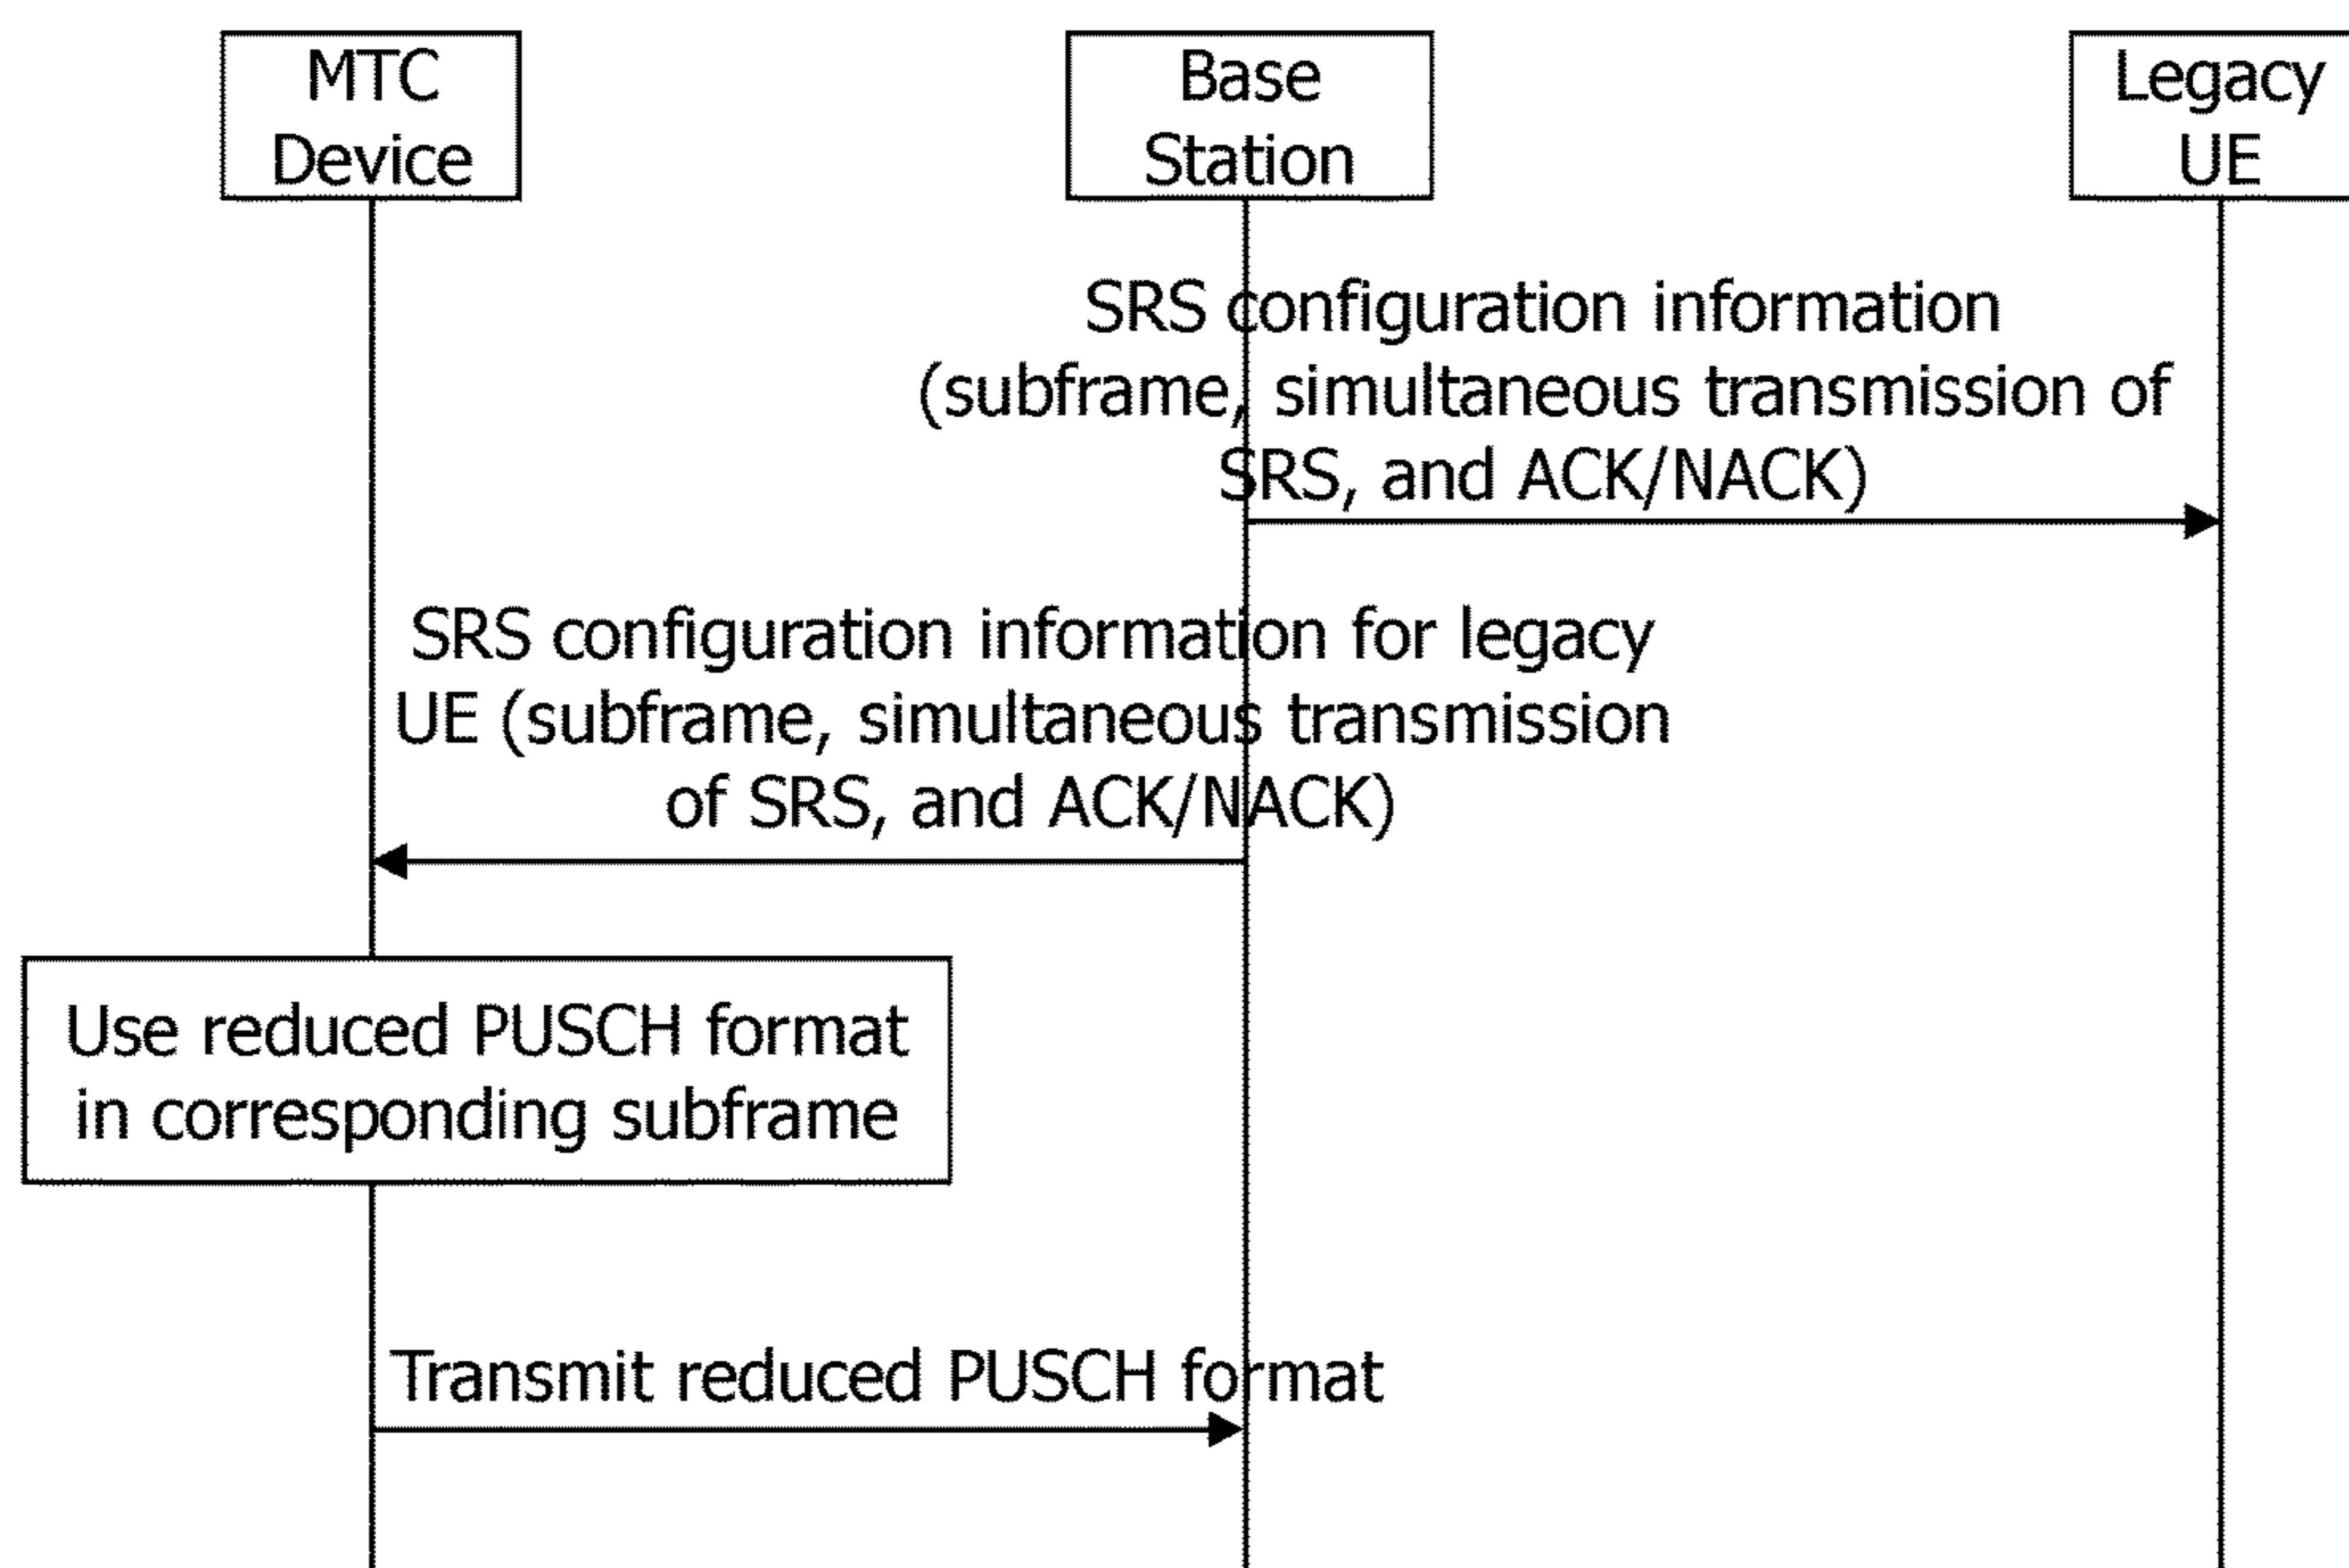 MTC
Device
Base
Station
Legacy
UE
SRS configuration information
(subframe, simultaneous transmission of
SRS, and ACK/NACK)
SRS configuration information for legacy
UE (subframe, simultaneous transmission
of SRS, and ACK/NACK)
Use reduced PUSCH format
in corresponding subframe
Transmit reduced PUSCH format